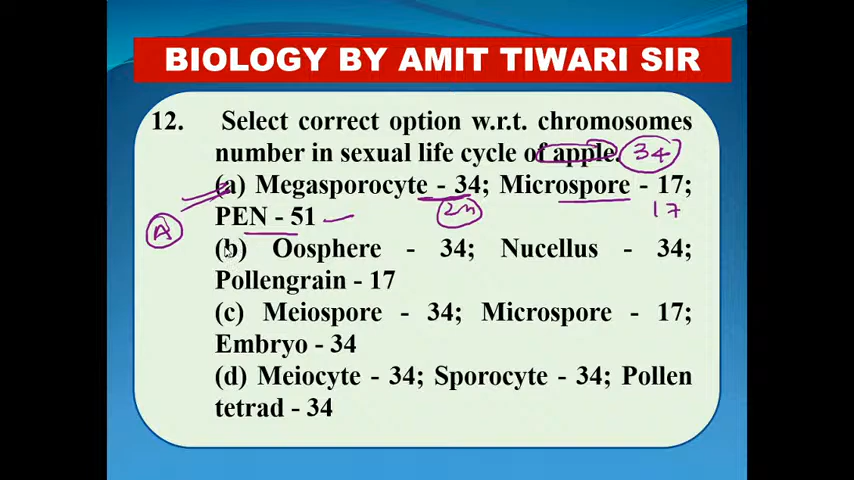 BIOLOGY BY AMIT TIWARI SIR
12. Select correct option w.r.t. chromosomes
number in sexual life cycle of apple. 34
(a) Megasporocyte - 34; Microspore - 17;
A PEN - 51 2n 17
(b) Oosphere - 34; Nucellus - 34;
Pollengrain - 17
(c) Meiospore - 34; Microspore - 17;
Embryo - 34
(d) Meiocyte - 34; Sporocyte - 34; Pollen
tetrad - 34